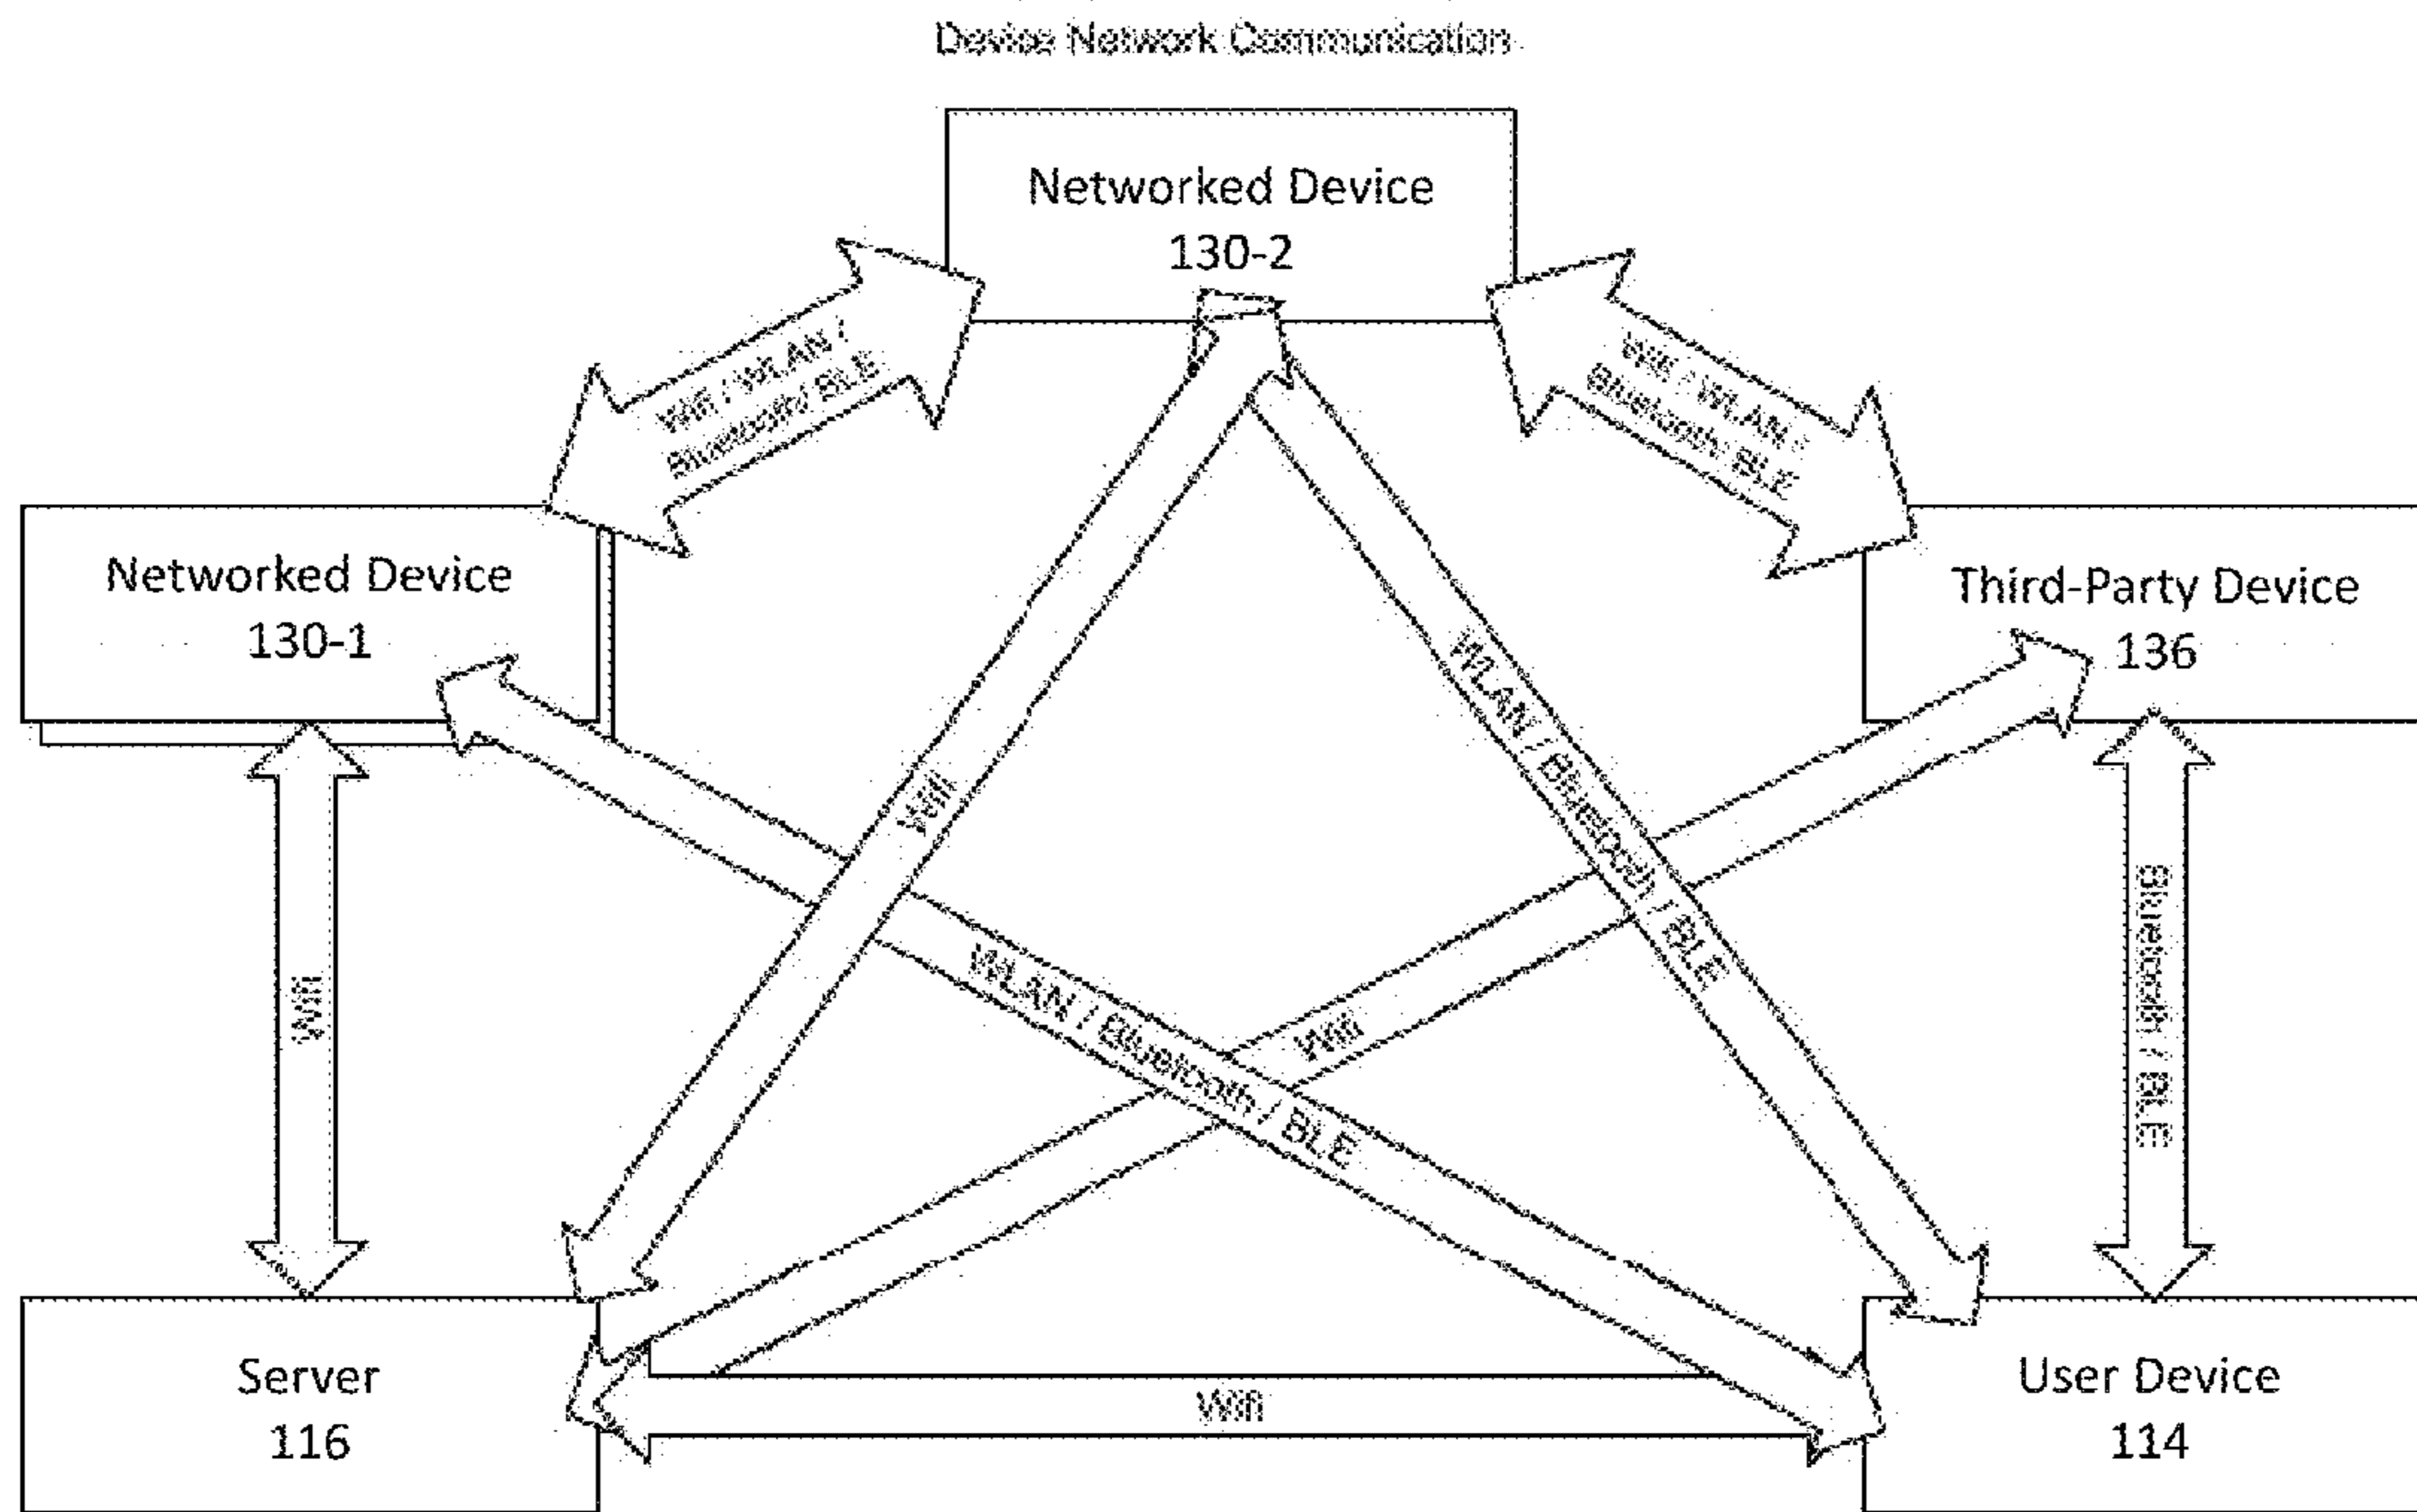 Device Network Communication
Networked Device
130-2
Wifi / WLAN /
Bluetooth/ BLE
Wifi / WLAN /
Bluetooth/ BLE
Networked Device
130-1
Third-Party Device
136
Wifi
WLAN / Bluetooth / BLE
Bluetooth / BLE
Wifi
WLAN / Bluetooth / BLE
Wifi
Server
116
Wifi
User Device
114